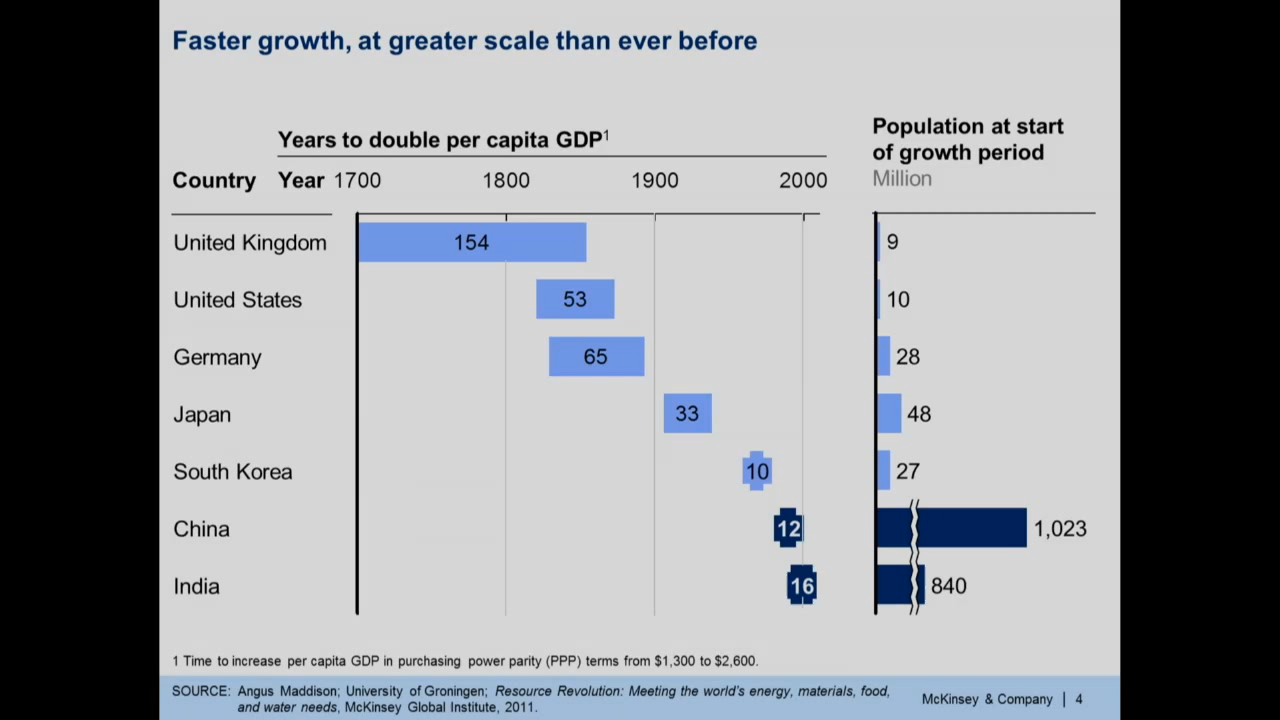 Faster growth, at greater scale than ever before
Years to double per capita GDP1
Population at start
of growth period
Million
Country Year 1700 1800 1900 2000
United Kingdom 154 9
United States 53 10
Germany 65 28
Japan 33 48
South Korea 10 27
China 12 1,023
India 16 840
1 Time to increase per capita GDP in purchasing power parity (PPP) terms from $1,300 to $2,600.
SOURCE: Angus Maddison; University of Groningen; Resource Revolution: Meeting the world's energy, materials, food,
and water needs, McKinsey Global Institute, 2011.
McKinsey & Company | 4